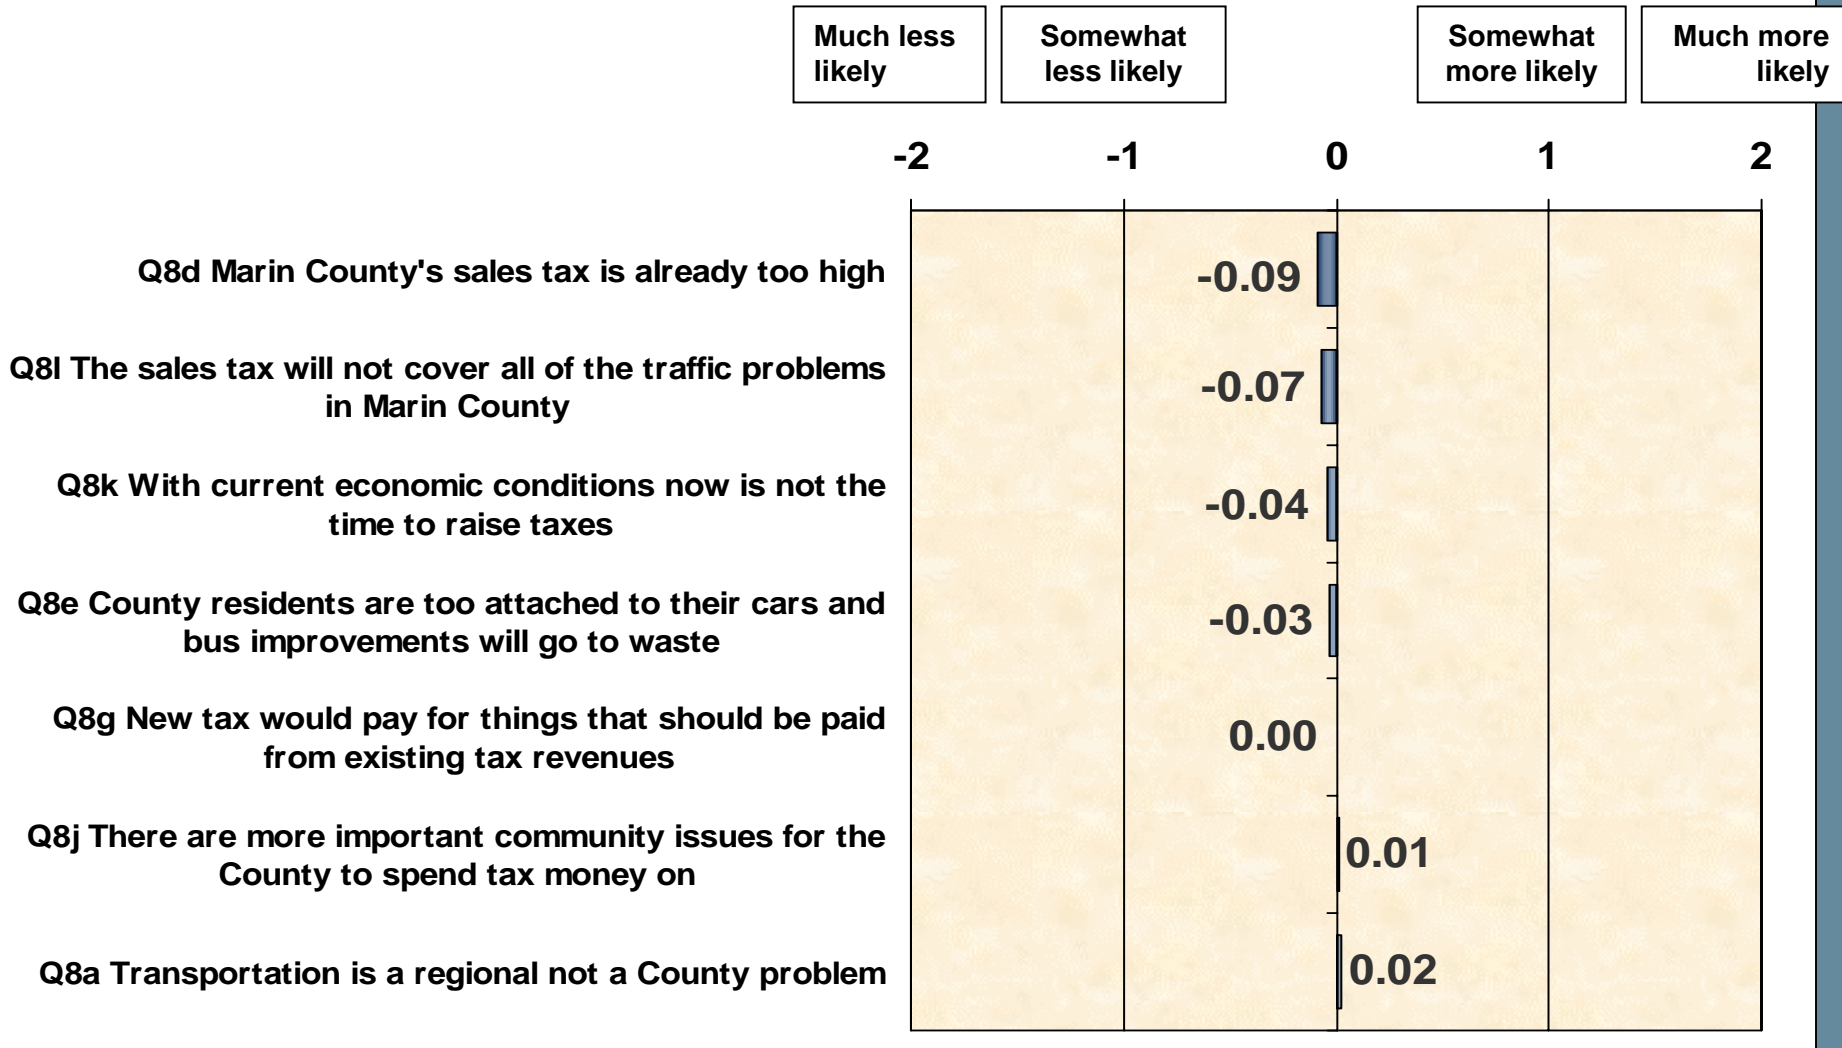 Much less
likely
Somewhat
less likely
Somewhat
more likely
Much more
likely
-2
-1
0
1
2
Q8d Marin County's sales tax is already too high
-0.09
Q8l The sales tax will not cover all of the traffic problems
in Marin County
-0.07
Q8k With current economic conditions now is not the
time to raise taxes
-0.04
Q8e County residents are too attached to their cars and
bus improvements will go to waste
-0.03
Q8g New tax would pay for things that should be paid
from existing tax revenues
0.00
Q8j There are more important community issues for the
County to spend tax money on
0.01
Q8a Transportation is a regional not a County problem
0.02